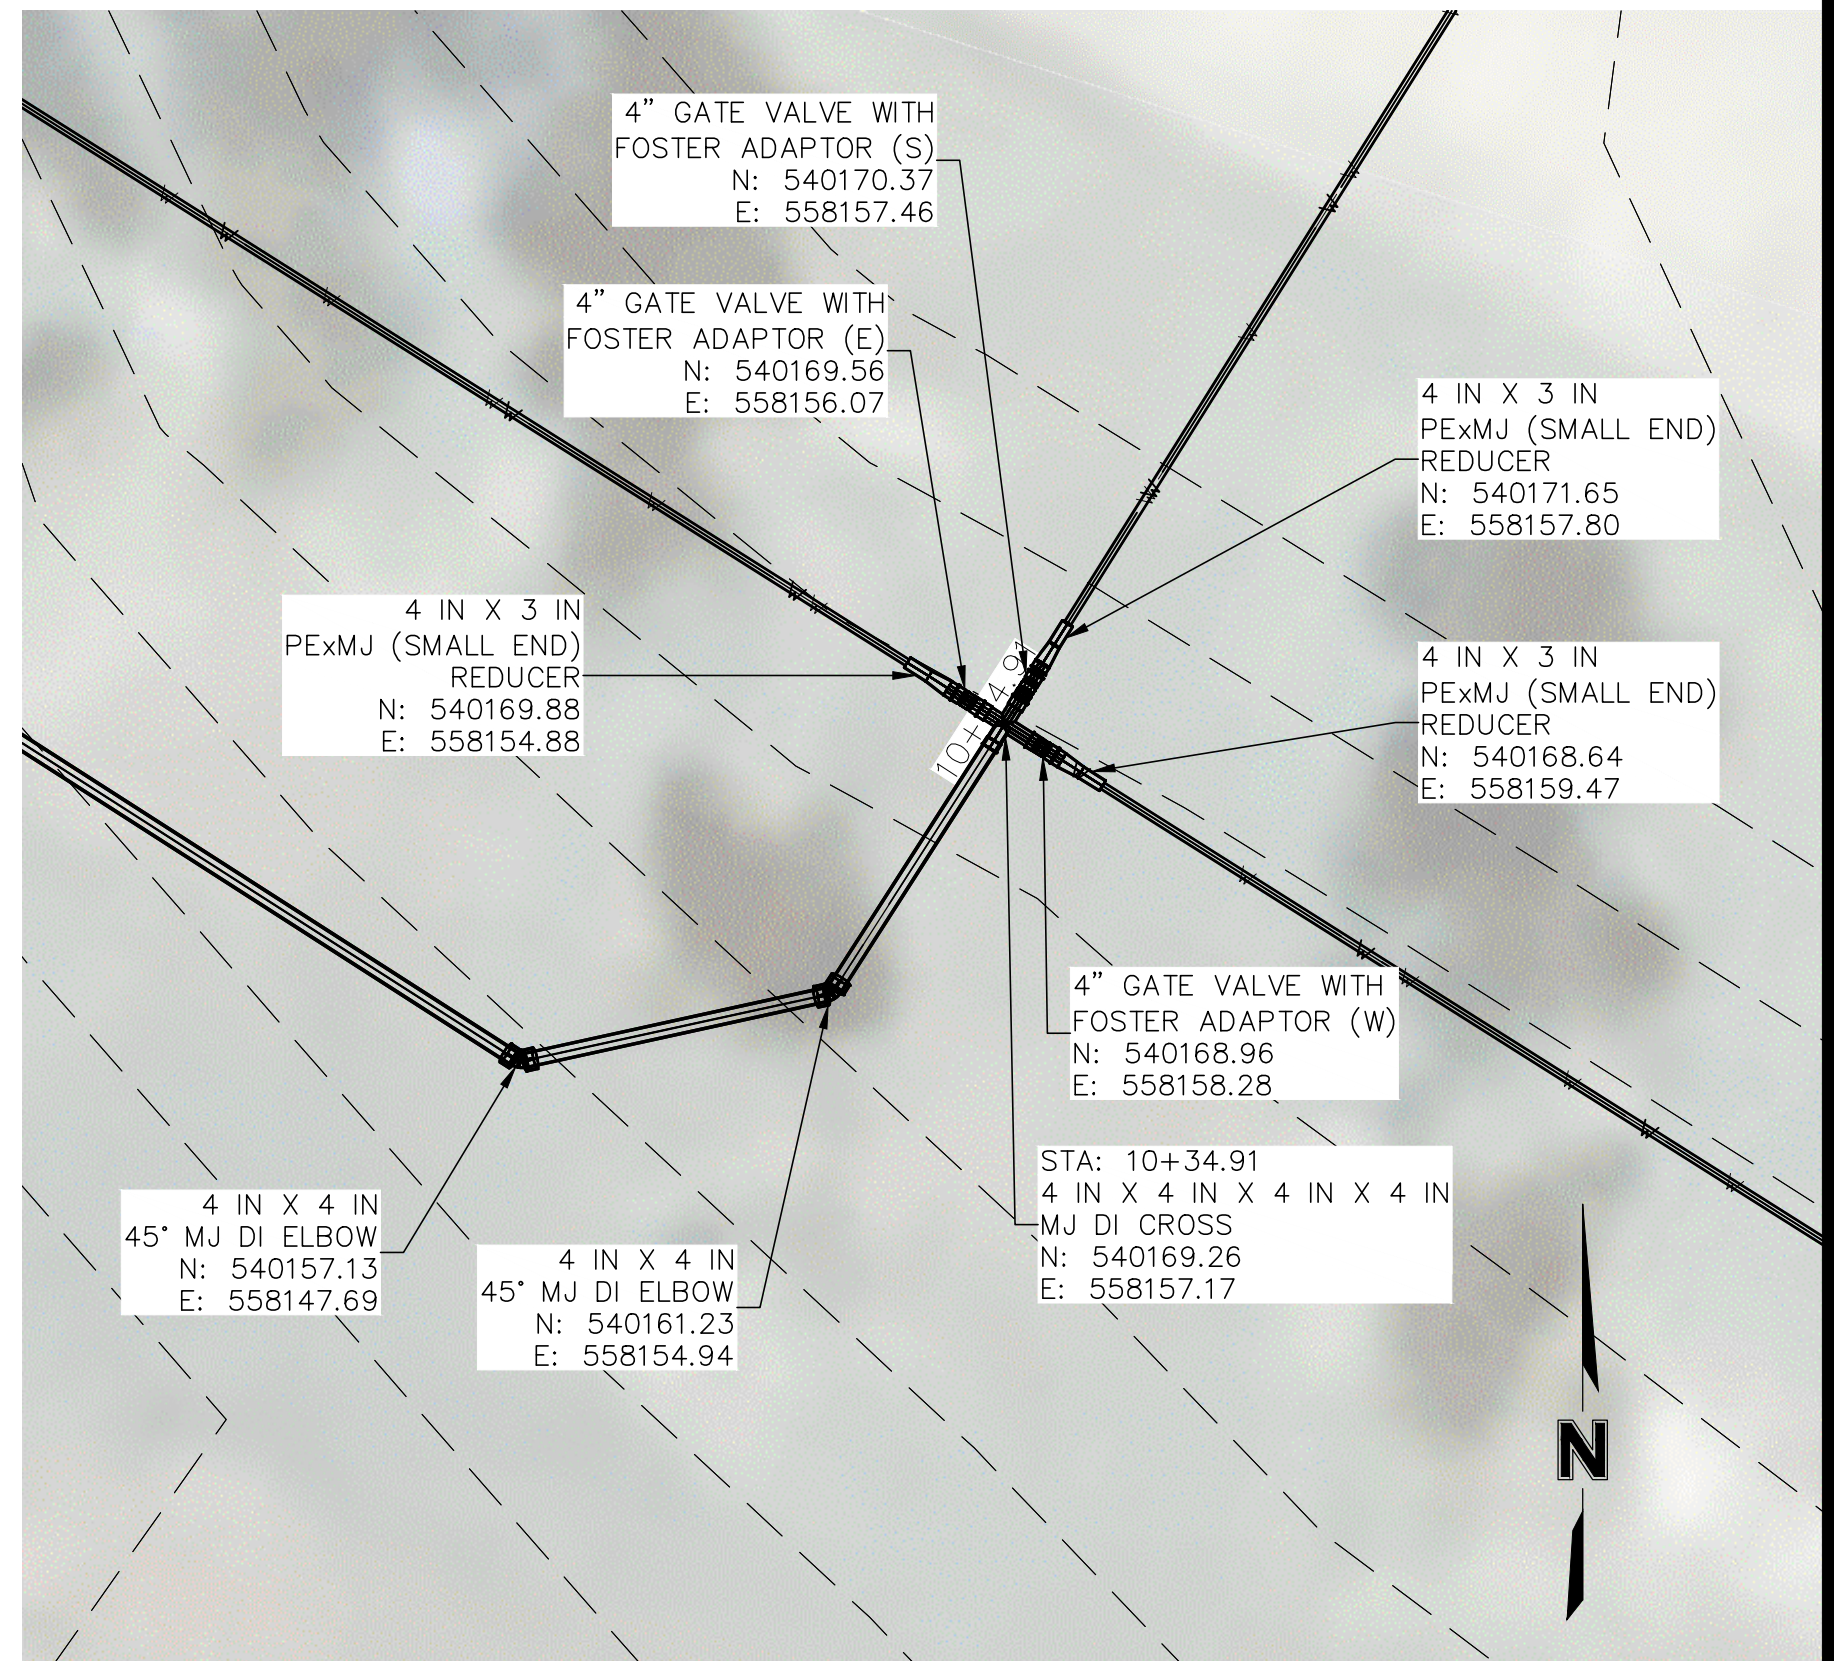 4” GATE VALVE WITH
FOSTER ADAPTOR (S)
N: 540170.37
E: 558157.46
4” GATE VALVE WITH
FOSTER ADAPTOR (E)
N: 540169.56
E: 558156.07
4 IN X 3 IN
PExMJ (SMALL END)
REDUCER
N: 540171.65
E: 558157.80
4 IN X 3 IN
PExMJ (SMALL END)
REDUCER
N: 540169.88
E: 558154.88
4 IN X 3 IN
PExMJ (SMALL END)
REDUCER
N: 540168.64
E: 558159.47
4” GATE VALVE WITH
FOSTER ADAPTOR (W)
N: 540168.96
E: 558158.28
STA: 10+34.91
4 IN X 4 IN X 4 IN X 4 IN
MJ DI CROSS
N: 540169.26
E: 558157.17
4 IN X 4 IN
45° MJ DI ELBOW
N: 540157.13
E: 558147.69
4 IN X 4 IN
45° MJ DI ELBOW
N: 540161.23
E: 558154.94
N